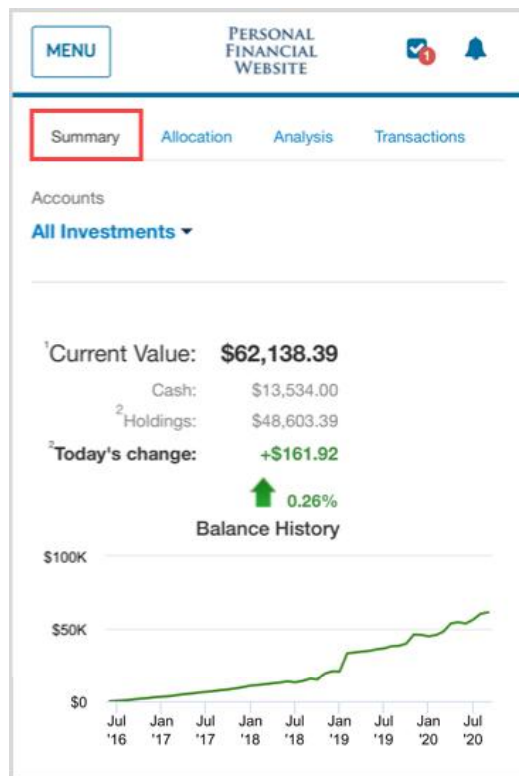 MENU
PERSONAL
FINANCIAL
WEBSITE
1
Summary Allocation Analysis Transactions
Accounts
All Investments
1Current Value: $62,138.39
Cash: $13,534.00
2Holdings: $48,603.39
2Today's change: +$161.92
0.26%
Balance History
$100K
$50K
$0
Jul Jan Jul Jan Jul Jan Jul Jan Jul
'16 '17 '17 '18 '18 '19 '19 '20 '20